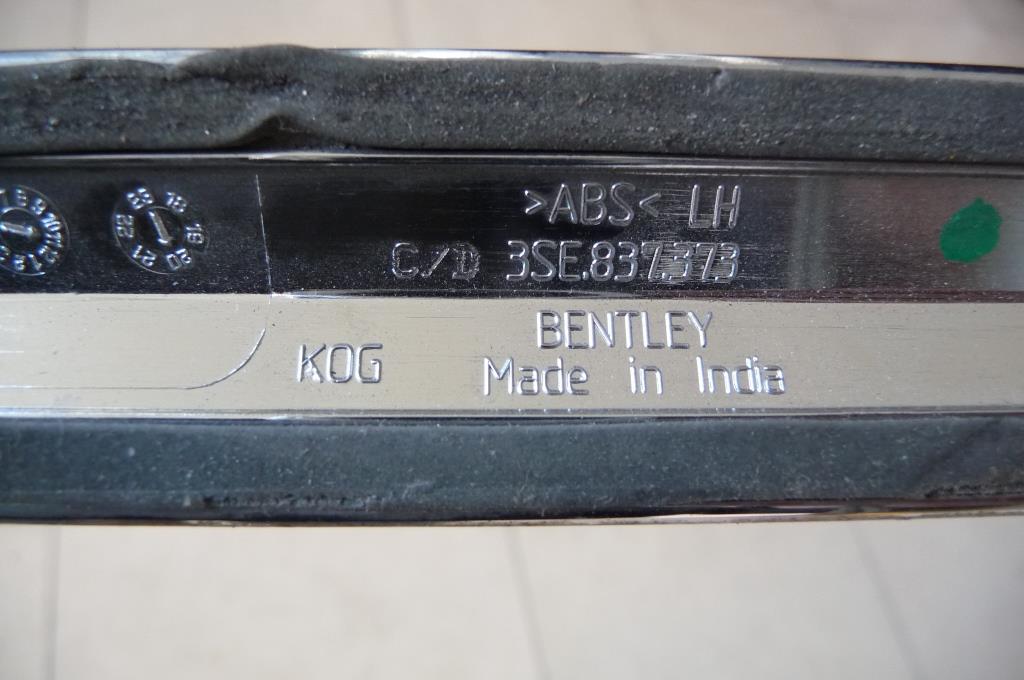 >ABS< LH
C/D 3SE.837.373
BENTLEY
KOG
Made in India